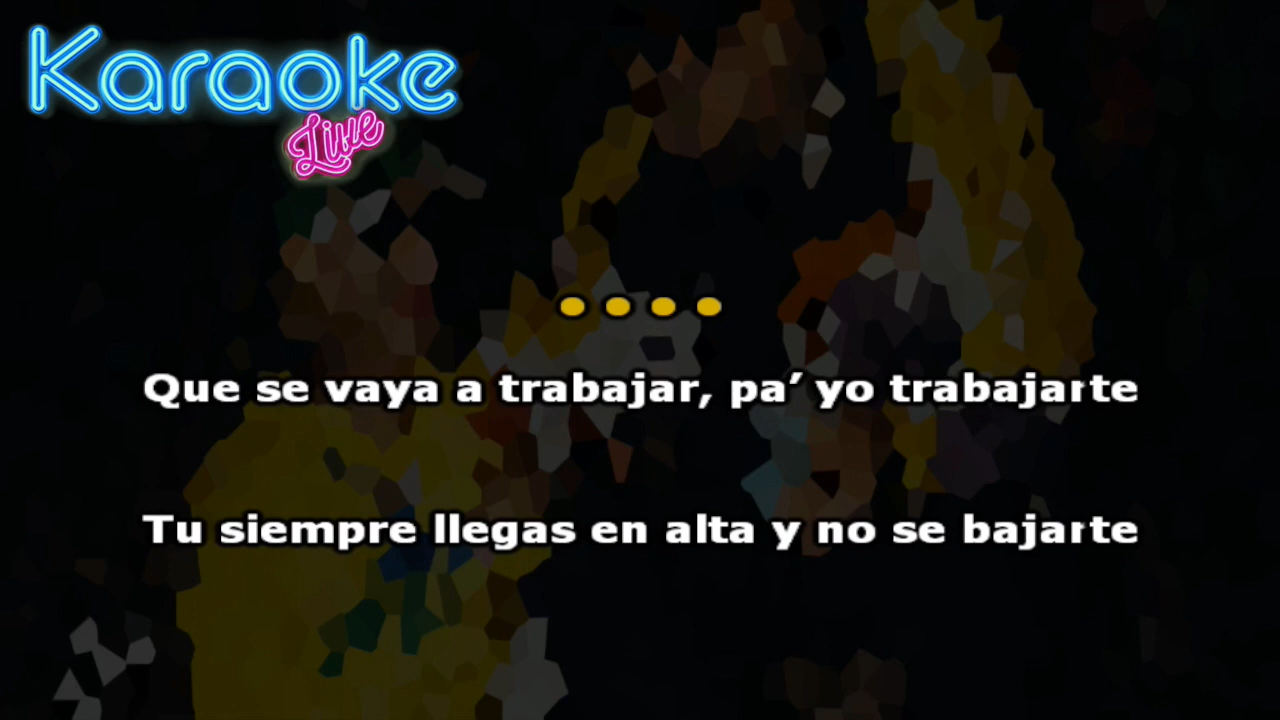 Karaoke
Live
Que se vaya a trabajar, pa’ yo trabajarte
Tu siempre llegas en alta y no se bajarte